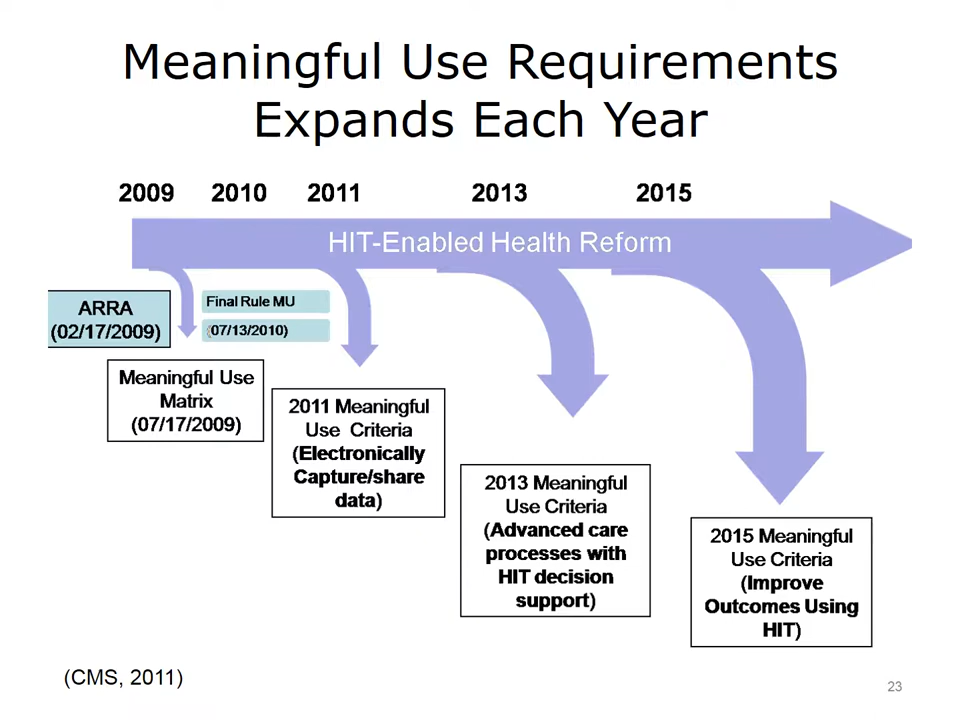 Meaningful Use Requirements
Expands Each Year
2009 2010 2011 2013 2015
HIT-Enabled Health Reform
ARRA
(02/17/2009)
Final Rule MU
(07/13/2010)
Meaningful Use
Matrix
(07/17/2009)
2011 Meaningful
Use Criteria
(Electronically
Capture/share
data)
2013 Meaningful
Use Criteria
(Advanced care
processes with
HIT decision
support)
2015 Meaningful
Use Criteria
(Improve
Outcomes Using
HIT)
(CMS, 2011)
23